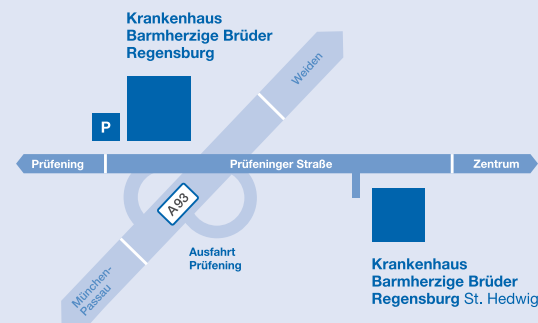 Krankenhaus
Barmherzige Brüder
Regensburg
Weiden
P
Prüfening
Prüfeninger Straße
Zentrum
A93
Ausfahrt
Prüfening
München-
Passau
Krankenhaus
Barmherzige Brüder
Regensburg St. Hedwig